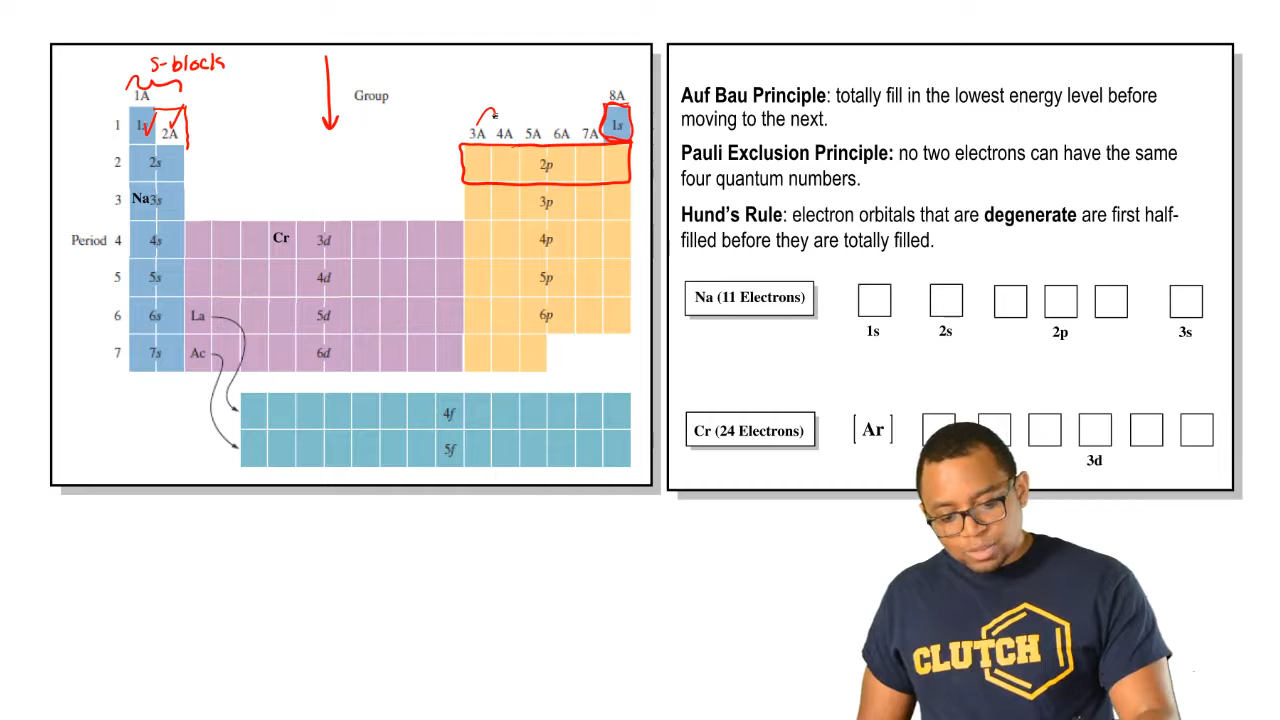 s-block
1A
Group
8A
1 1s 1s
2A 3A 4A 5A 6A 7A
2 2s 2p
3 Na 3s 3p
Period 4 4s Cr 3d 4p
5 5s 4d 5p
6 6s La 5d 6p
7 7s Ac 6d
4f
5f
Auf Bau Principle: totally fill in the lowest energy level before
moving to the next.
Pauli Exclusion Principle: no two electrons can have the same
four quantum numbers.
Hund's Rule: electron orbitals that are degenerate are first half-
filled before they are totally filled.
Na (11 Electrons)
1s 2s 2p 3s
Cr (24 Electrons) [Ar]
3d
CLUTCH